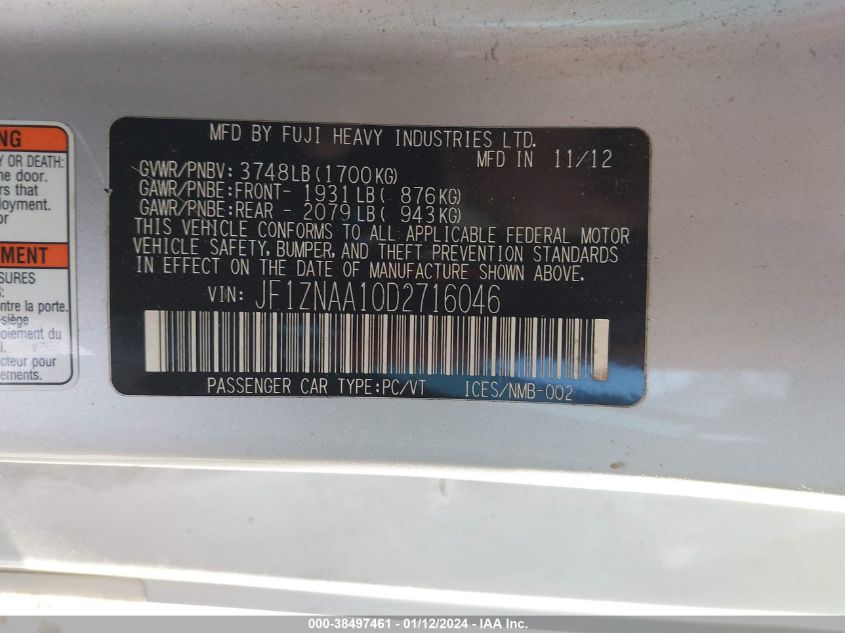 NG
Y OR DEATH:
he door.
rs that
loyment.
or
EMENT
SURES
S:
ntre la porte.
-siège
oiement du
l.
cteur pour
ements.
MFD BY FUJI HEAVY INDUSTRIES LTD.
MFD IN 11/12
GVWR/PNBV: 3748LB(1700KG)
GAWR/PNBE:FRONT- 1931LB( 876KG)
GAWR/PNBE:REAR - 2079LB( 943KG)
THIS VEHICLE CONFORMS TO ALL APPLICABLE FEDERAL MOTOR
VEHICLE SAFETY, BUMPER, AND THEFT PREVENTION STANDARDS
IN EFFECT ON THE DATE OF MANUFACTURE SHOWN ABOVE.
VIN: JF1ZNAA10D2716046
PASSENGER CAR TYPE:PC/VT ICES/NMB-002
000-38497461 - 01/12/2024 - IAA Inc.